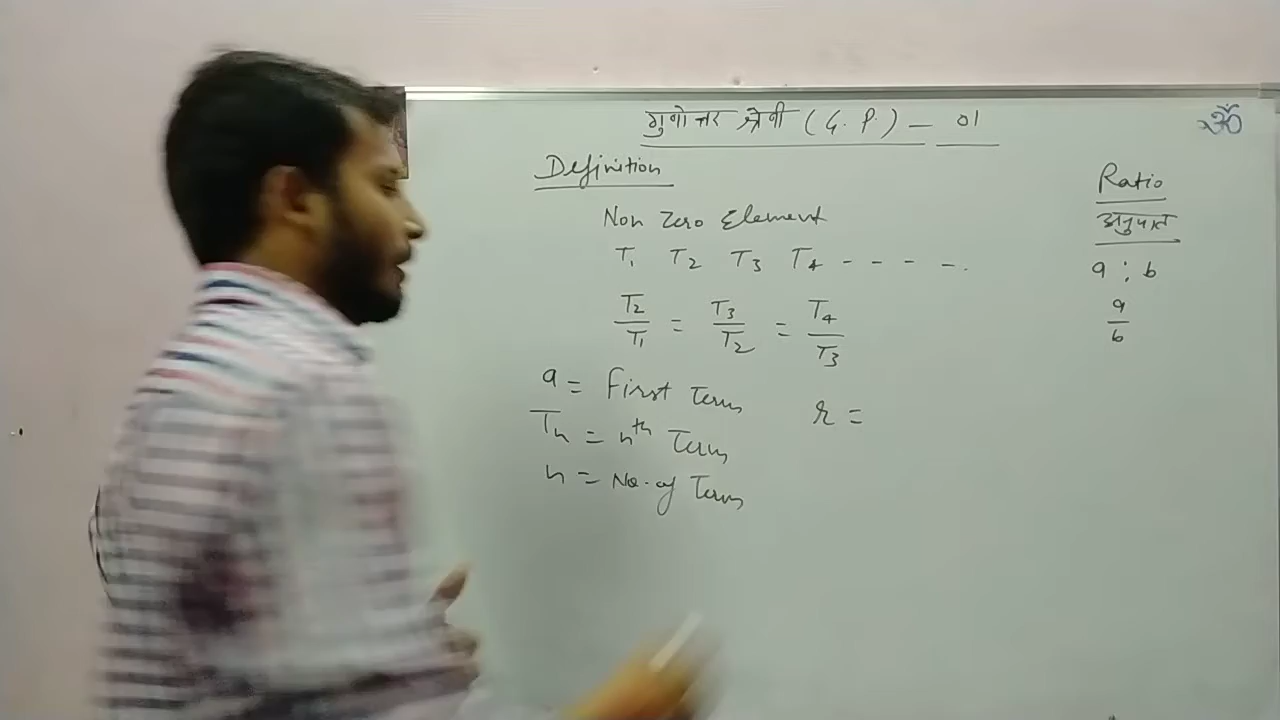 गुणोत्तर श्रेणी (G. P.) - 01
ॐ
Definition
Non Zero Element
T₁ T₂ T₃ T₄ - - - - .
T₂/T₁ = T₃/T₂ = T₄/T₃
a = First Term
r =
Tₙ = nᵗʰ Term
n = No. of Term
Ratio
अनुपात
a : b
a/b